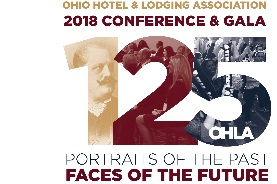 OHIO HOTEL & LODGING ASSOCIATION
2018 CONFERENCE & GALA
125
OHLA
PORTRAITS OF THE PAST
FACES OF THE FUTURE